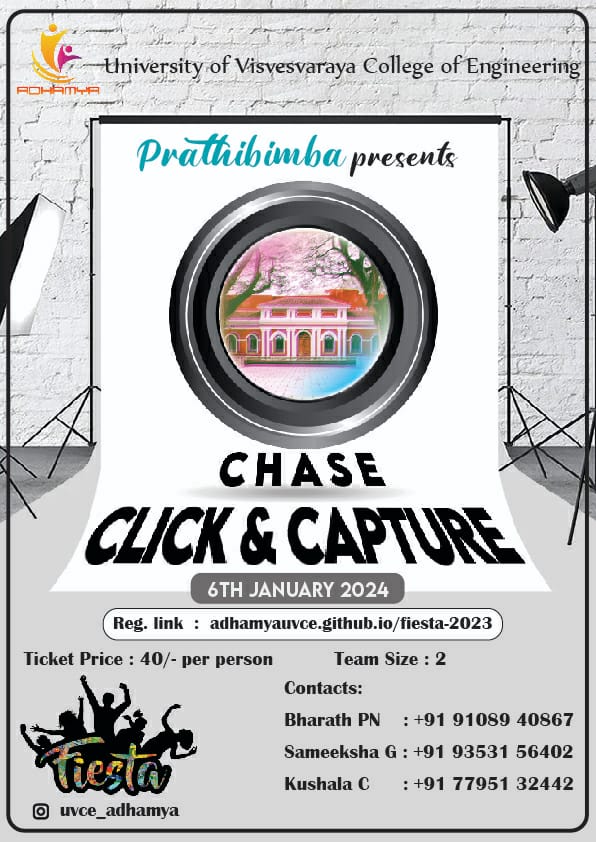 ADHAMYA
University of Visvesvaraya College of Engineering
Prathibimba presents
CHASE
CLICK & CAPTURE
6TH JANUARY 2024
Reg. link : adhamyauvce.github.io/fiesta-2023
Ticket Price : 40/- per person Team Size : 2
Contacts:
Bharath PN : +91 91089 40867
Sameeksha G : +91 93531 56402
Kushala C : +91 77951 32442
Fiesta
uvce_adhamya